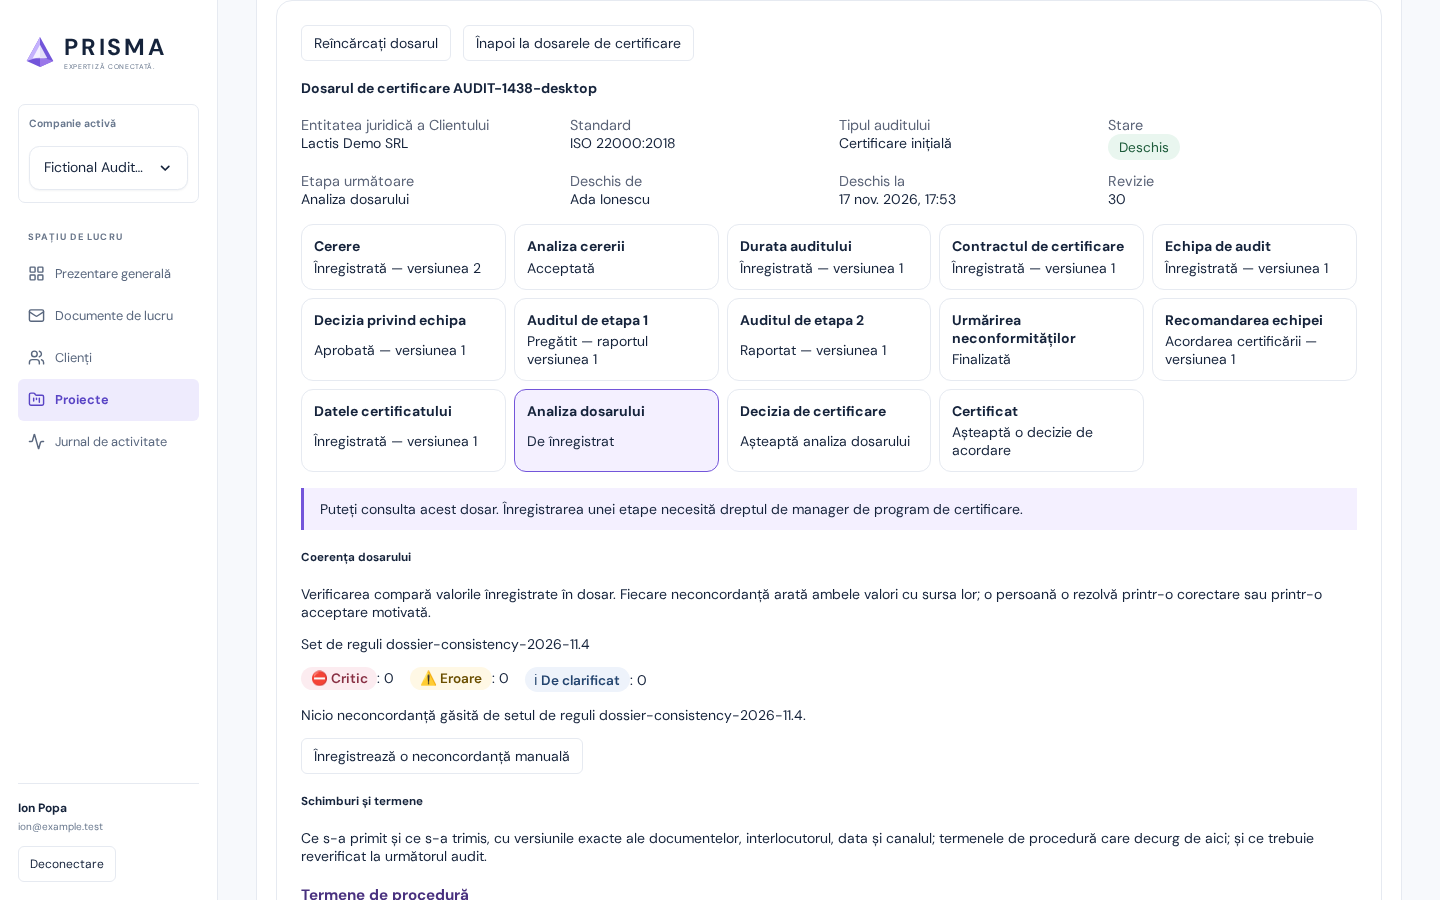 PRISMA
EXPERTIZĂ CONECTATĂ.
Companie activă
Fictional Audit...
SPAȚIU DE LUCRU
Prezentare generală
Documente de lucru
Clienți
Proiecte
Jurnal de activitate
Ion Popa
ion@example.test
Deconectare
Reîncărcați dosarul
Înapoi la dosarele de certificare
Dosarul de certificare AUDIT-1438-desktop
Entitatea juridică a Clientului
Lactis Demo SRL
Standard
ISO 22000:2018
Tipul auditului
Certificare inițială
Stare
Deschis
Etapa următoare
Analiza dosarului
Deschis de
Ada Ionescu
Deschis la
17 nov. 2026, 17:53
Revizie
30
Cerere
Înregistrată — versiunea 2
Analiza cererii
Acceptată
Durata auditului
Înregistrată — versiunea 1
Contractul de certificare
Înregistrată — versiunea 1
Echipa de audit
Înregistrată — versiunea 1
Decizia privind echipa
Aprobată — versiunea 1
Auditul de etapa 1
Pregătit — raportul
versiunea 1
Auditul de etapa 2
Raportat — versiunea 1
Urmărirea
neconformităților
Finalizată
Recomandarea echipei
Acordarea certificării —
versiunea 1
Datele certificatului
Înregistrată — versiunea 1
Analiza dosarului
De înregistrat
Decizia de certificare
Așteaptă analiza dosarului
Certificat
Așteaptă o decizie de
acordare
Puteți consulta acest dosar. Înregistrarea unei etape necesită dreptul de manager de program de certificare.
Coerența dosarului
Verificarea compară valorile înregistrate în dosar. Fiecare neconcordanță arată ambele valori cu sursa lor; o persoană o rezolvă printr-o corectare sau printr-o
acceptare motivată.
Set de reguli dossier-consistency-2026-11.4
⛔ Critic : 0 ⚠️ Eroare : 0 ℹ De clarificat : 0
Nicio neconcordanță găsită de setul de reguli dossier-consistency-2026-11.4.
Înregistrează o neconcordanță manuală
Schimburi și termene
Ce s-a primit și ce s-a trimis, cu versiunile exacte ale documentelor, interlocutorul, data și canalul; termenele de procedură care decurg de aici; și ce trebuie
reverificat la următorul audit.
Termene de procedură